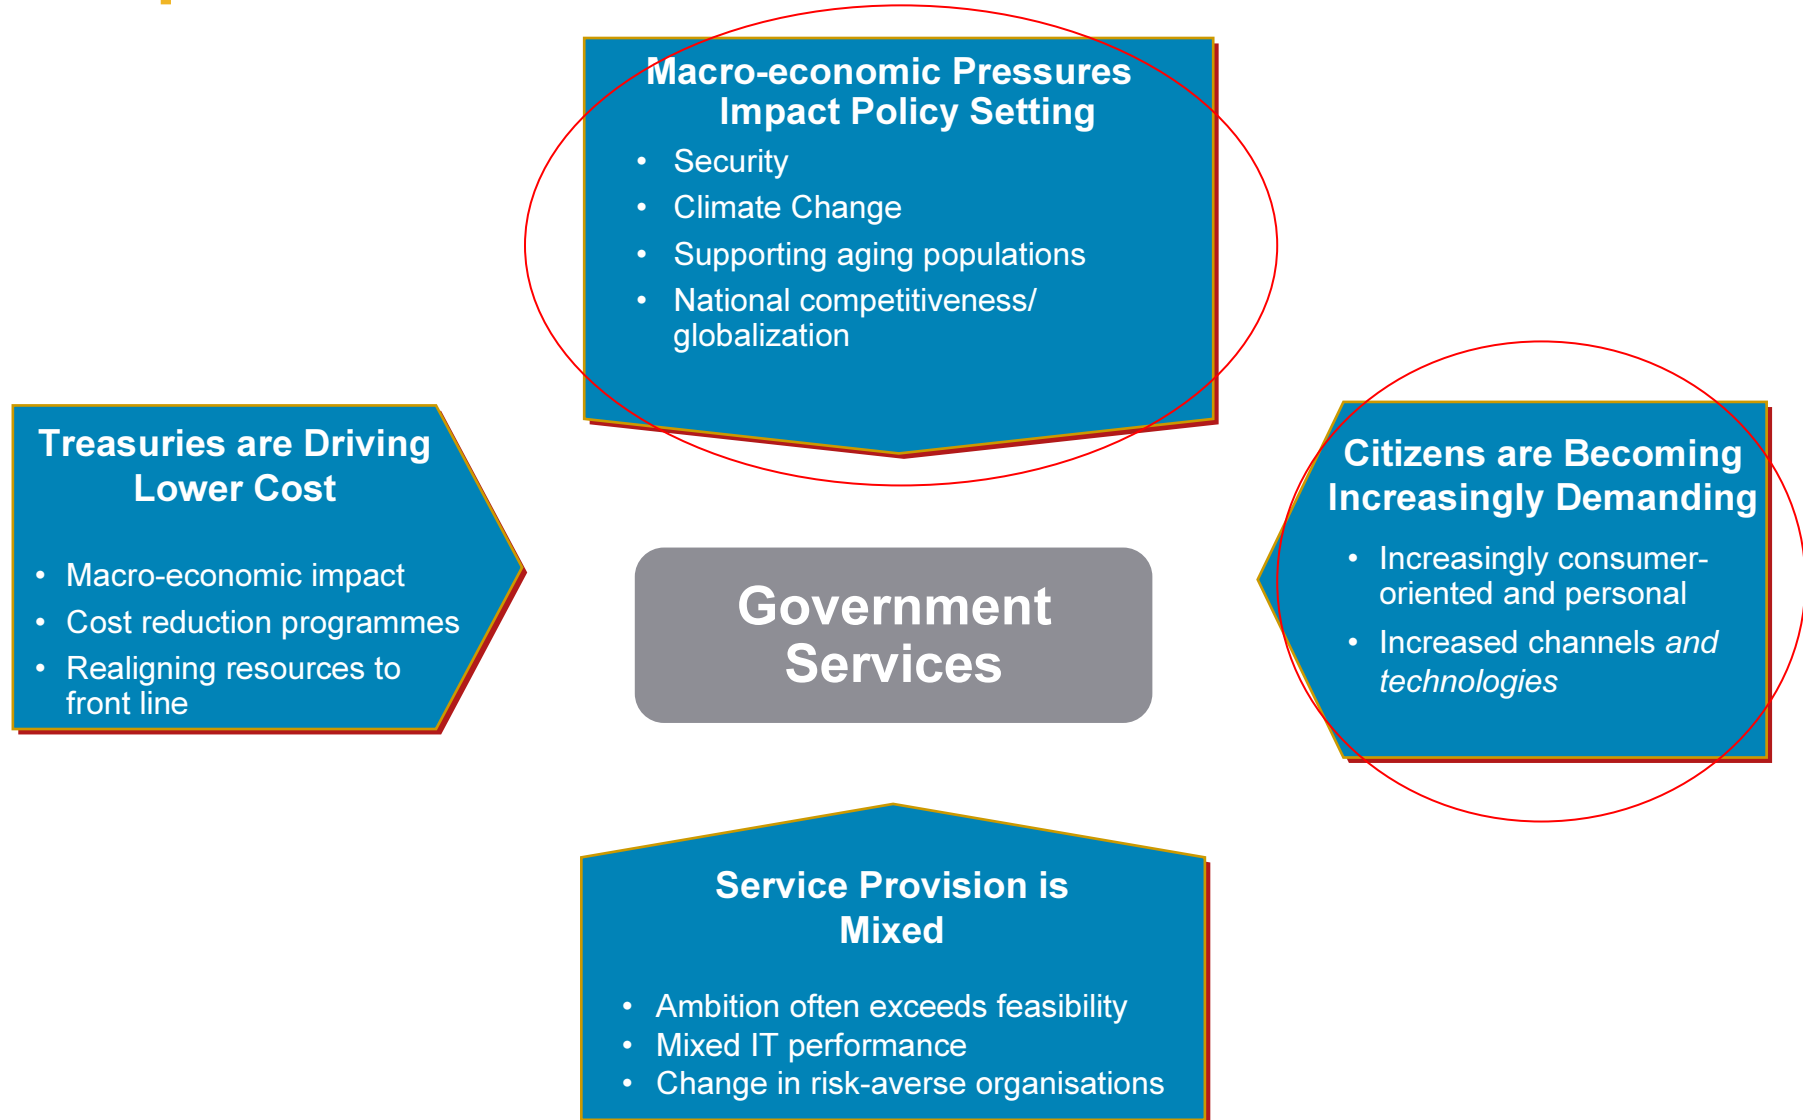 Macro-economic Pressures
Impact Policy Setting
• Security
• Climate Change
• Supporting aging populations
• National competitiveness/
globalization
Treasuries are Driving
Lower Cost
• Macro-economic impact
• Cost reduction programmes
• Realigning resources to
front line
Government
Services
Citizens are Becoming
Increasingly Demanding
• Increasingly consumer-
oriented and personal
• Increased channels and
technologies
Service Provision is
Mixed
• Ambition often exceeds feasibility
• Mixed IT performance
• Change in risk-averse organisations